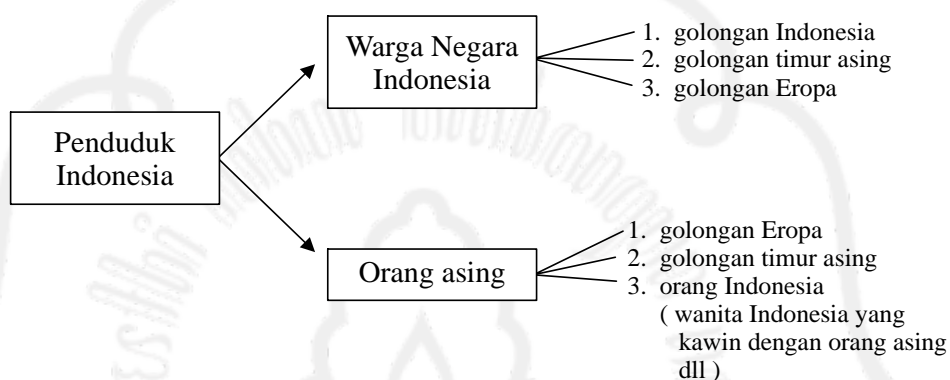 Penduduk
Indonesia
Warga Negara
Indonesia
1. golongan Indonesia
2. golongan timur asing
3. golongan Eropa
Orang asing
1. golongan Eropa
2. golongan timur asing
3. orang Indonesia
( wanita Indonesia yang
kawin dengan orang asing
dll )